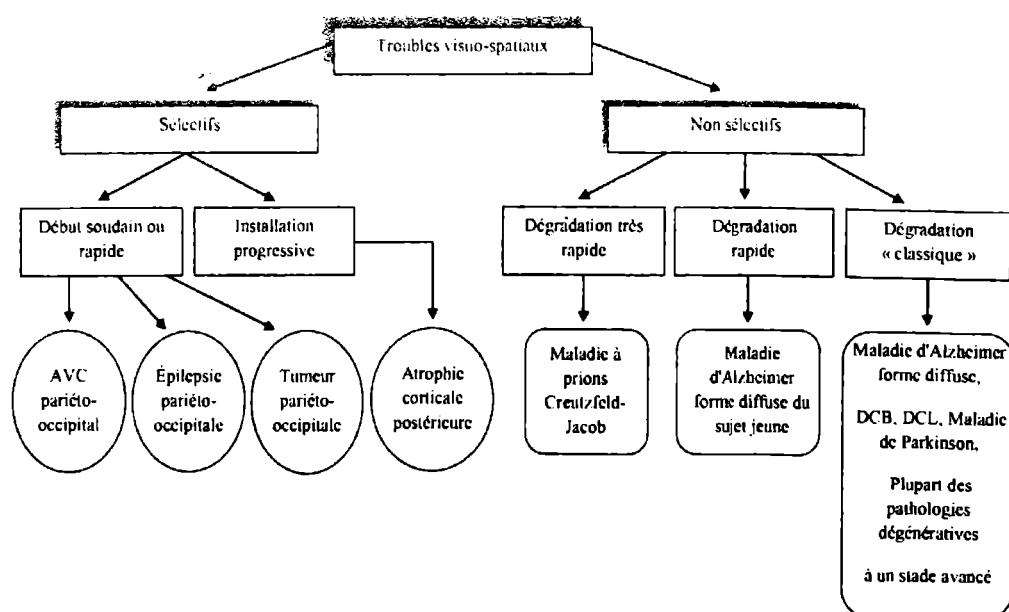 Troubles visuo-spatiaux
Sélectifs
Non sélectifs
Début soudain ou
rapide
Installation
progressive
Dégradation très
rapide
Dégradation
rapide
Dégradation
« classique »
AVC
pariéto-
occipital
Épilepsie
pariéto-
occipitale
Tumeur
pariéto-
occipitale
Atrophie
corticale
postérieure
Maladie à
prions
Creutzfeld-
Jacob
Maladie
d'Alzheimer
forme diffuse du
sujet jeune
Maladie d'Alzheimer
forme diffuse,
DCB, DCL, Maladie
de Parkinson,
Plupart des
pathologies
dégénératives
à un stade avancé